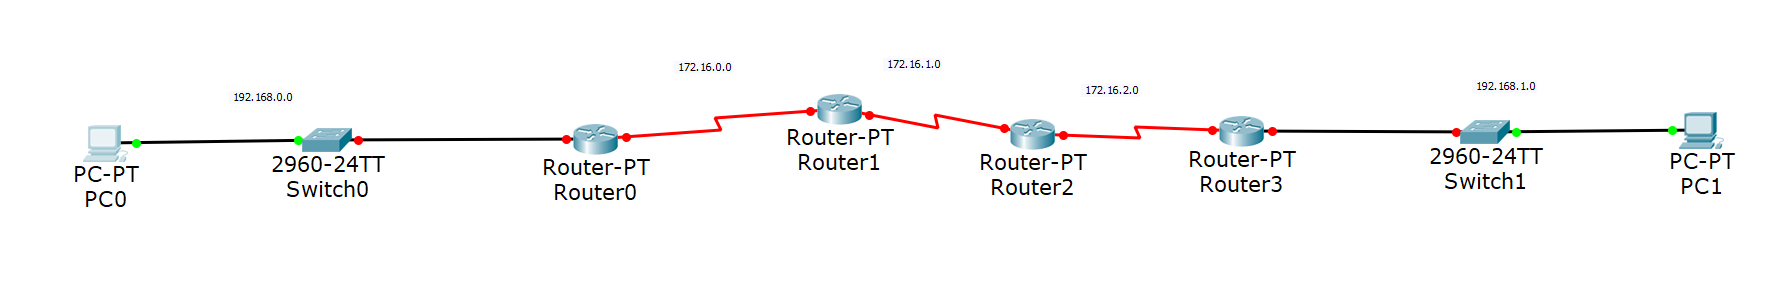 192.168.0.0
172.16.0.0
172.16.1.0
172.16.2.0
192.168.1.0
PC-PT
PC0
2960-24TT
Switch0
Router-PT
Router0
Router-PT
Router1
Router-PT
Router2
Router-PT
Router3
2960-24TT
Switch1
PC-PT
PC1